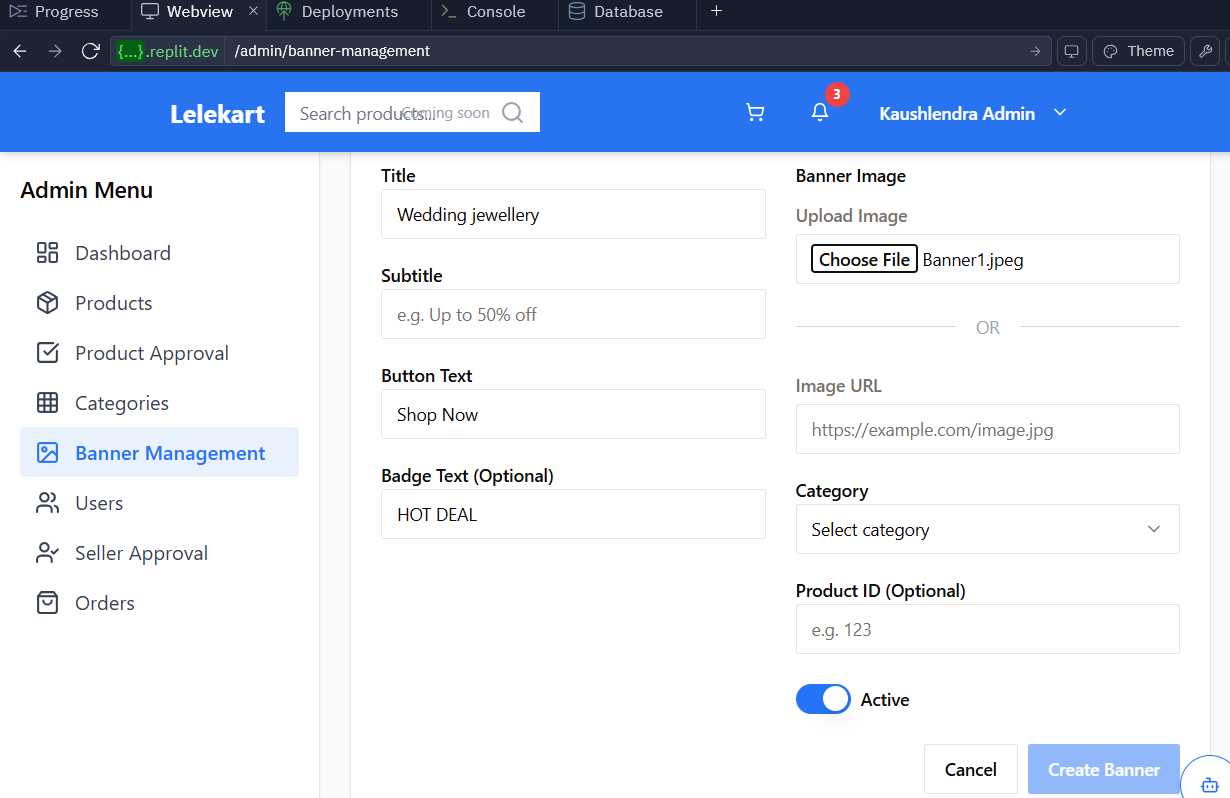 Progress
Webview
Deployments
Console
Database
{...}.replit.dev /admin/banner-management
Theme
Lelekart
Search products...
Coming soon
3
Kaushlendra Admin
Admin Menu
Dashboard
Products
Product Approval
Categories
Banner Management
Users
Seller Approval
Orders
Title
Wedding jewellery
Subtitle
e.g. Up to 50% off
Button Text
Shop Now
Badge Text (Optional)
HOT DEAL
Banner Image
Upload Image
Choose File Banner1.jpeg
OR
Image URL
https://example.com/image.jpg
Category
Select category
Product ID (Optional)
e.g. 123
Active
Cancel
Create Banner